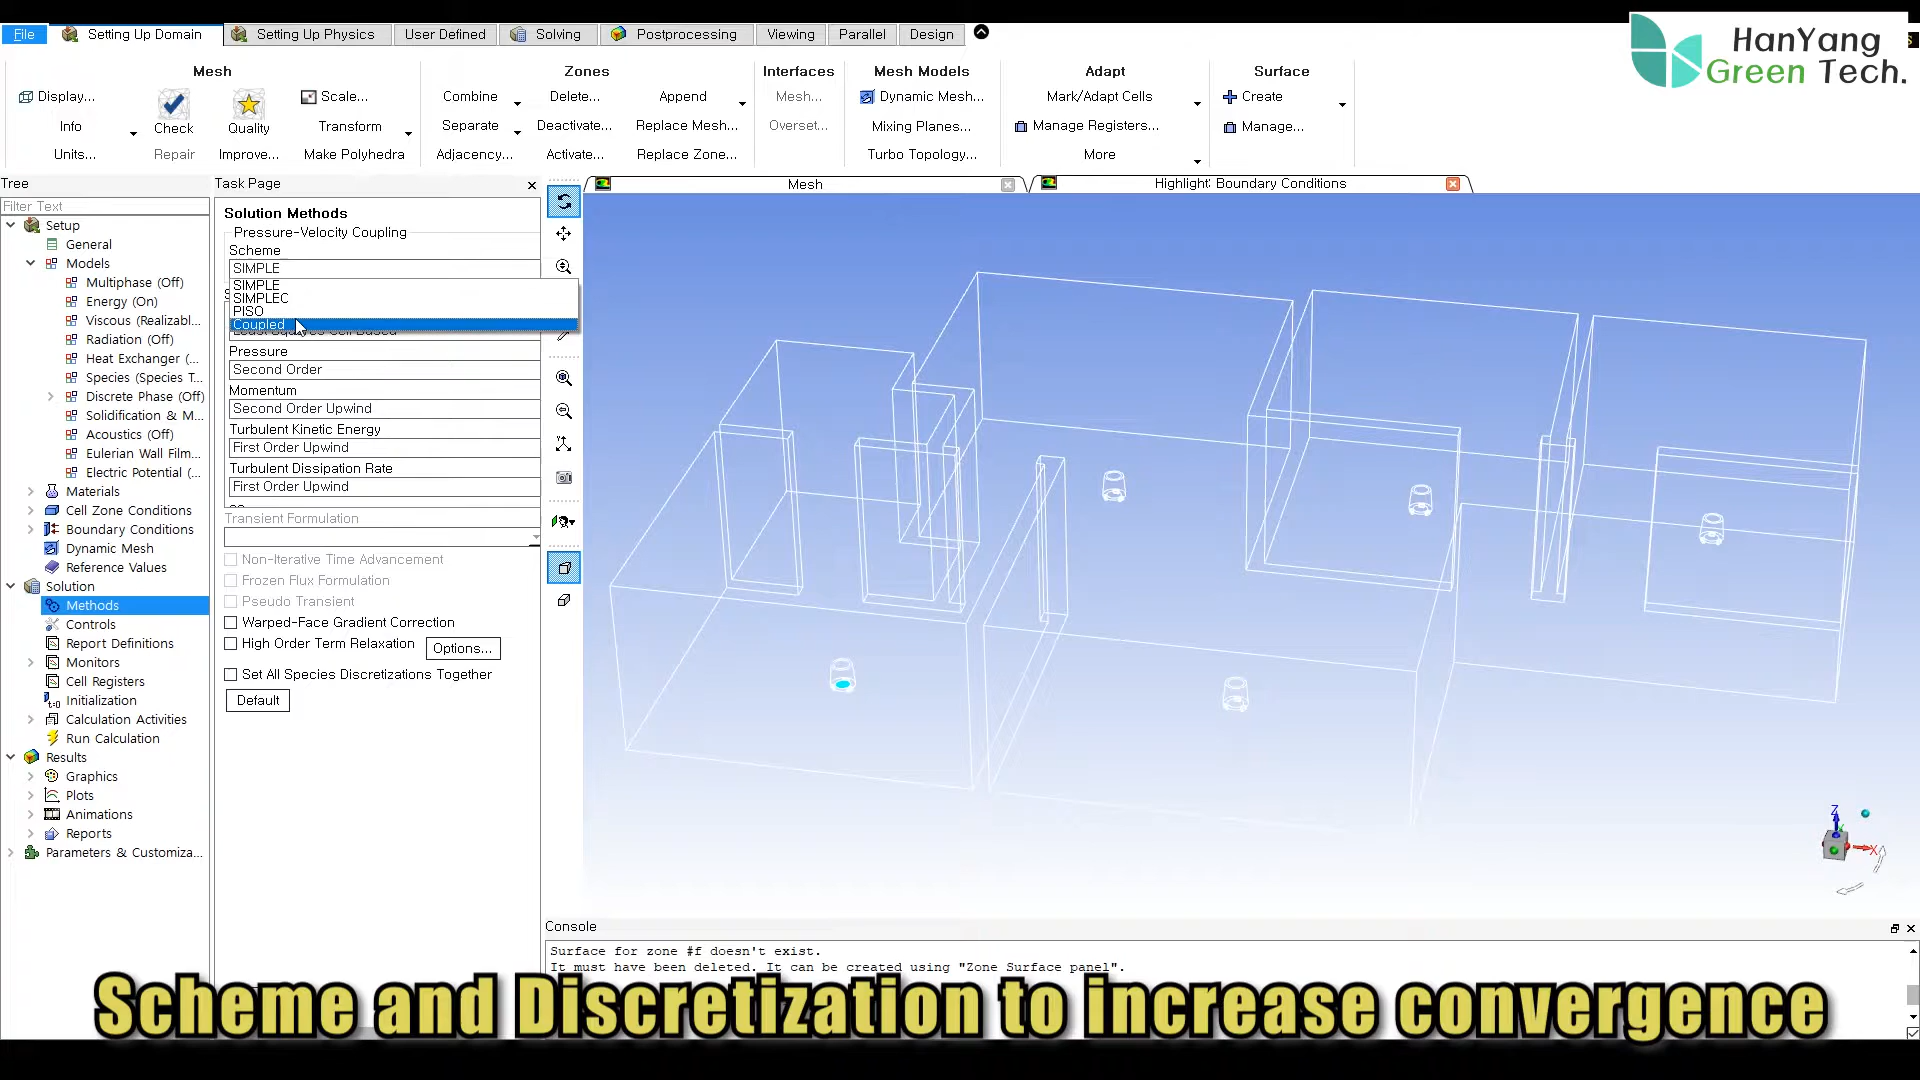 File
Setting Up Domain
Setting Up Physics
User Defined
Solving
Postprocessing
Viewing
Parallel
Design
HanYang
Green Tech.
Mesh
Zones
Interfaces
Mesh Models
Adapt
Surface
Display...
Scale...
Combine
Delete...
Append
Mesh...
Dynamic Mesh...
Mark/Adapt Cells
Create
Info
Check
Quality
Transform
Separate
Deactivate...
Replace Mesh...
Overset...
Mixing Planes...
Manage Registers...
Manage...
Units...
Repair
Improve...
Make Polyhedra
Adjacency...
Activate...
Replace Zone...
Turbo Topology...
More
Tree
Filter Text
Setup
General
Models
Multiphase (Off)
Energy (On)
Viscous (Realizabl...
Radiation (Off)
Heat Exchanger (...
Species (Species T...
Discrete Phase (Off)
Solidification & M...
Acoustics (Off)
Eulerian Wall Film...
Electric Potential (...
Materials
Cell Zone Conditions
Boundary Conditions
Dynamic Mesh
Reference Values
Solution
Methods
Controls
Report Definitions
Monitors
Cell Registers
Initialization
Calculation Activities
Run Calculation
Results
Graphics
Plots
Animations
Reports
Parameters & Customiza...
Task Page
Solution Methods
Pressure-Velocity Coupling
Scheme
SIMPLE
SIMPLE
SIMPLEC
PISO
Coupled
Pressure
Second Order
Momentum
Second Order Upwind
Turbulent Kinetic Energy
First Order Upwind
Turbulent Dissipation Rate
First Order Upwind
Transient Formulation
Non-Iterative Time Advancement
Frozen Flux Formulation
Pseudo Transient
Warped-Face Gradient Correction
High Order Term Relaxation
Options...
Set All Species Discretizations Together
Default
Mesh
Highlight: Boundary Conditions
Z
X
Console
Surface for zone #f doesn't exist.
It must have been deleted. It can be created using "Zone Surface panel".
Scheme and Discretization to increase convergence